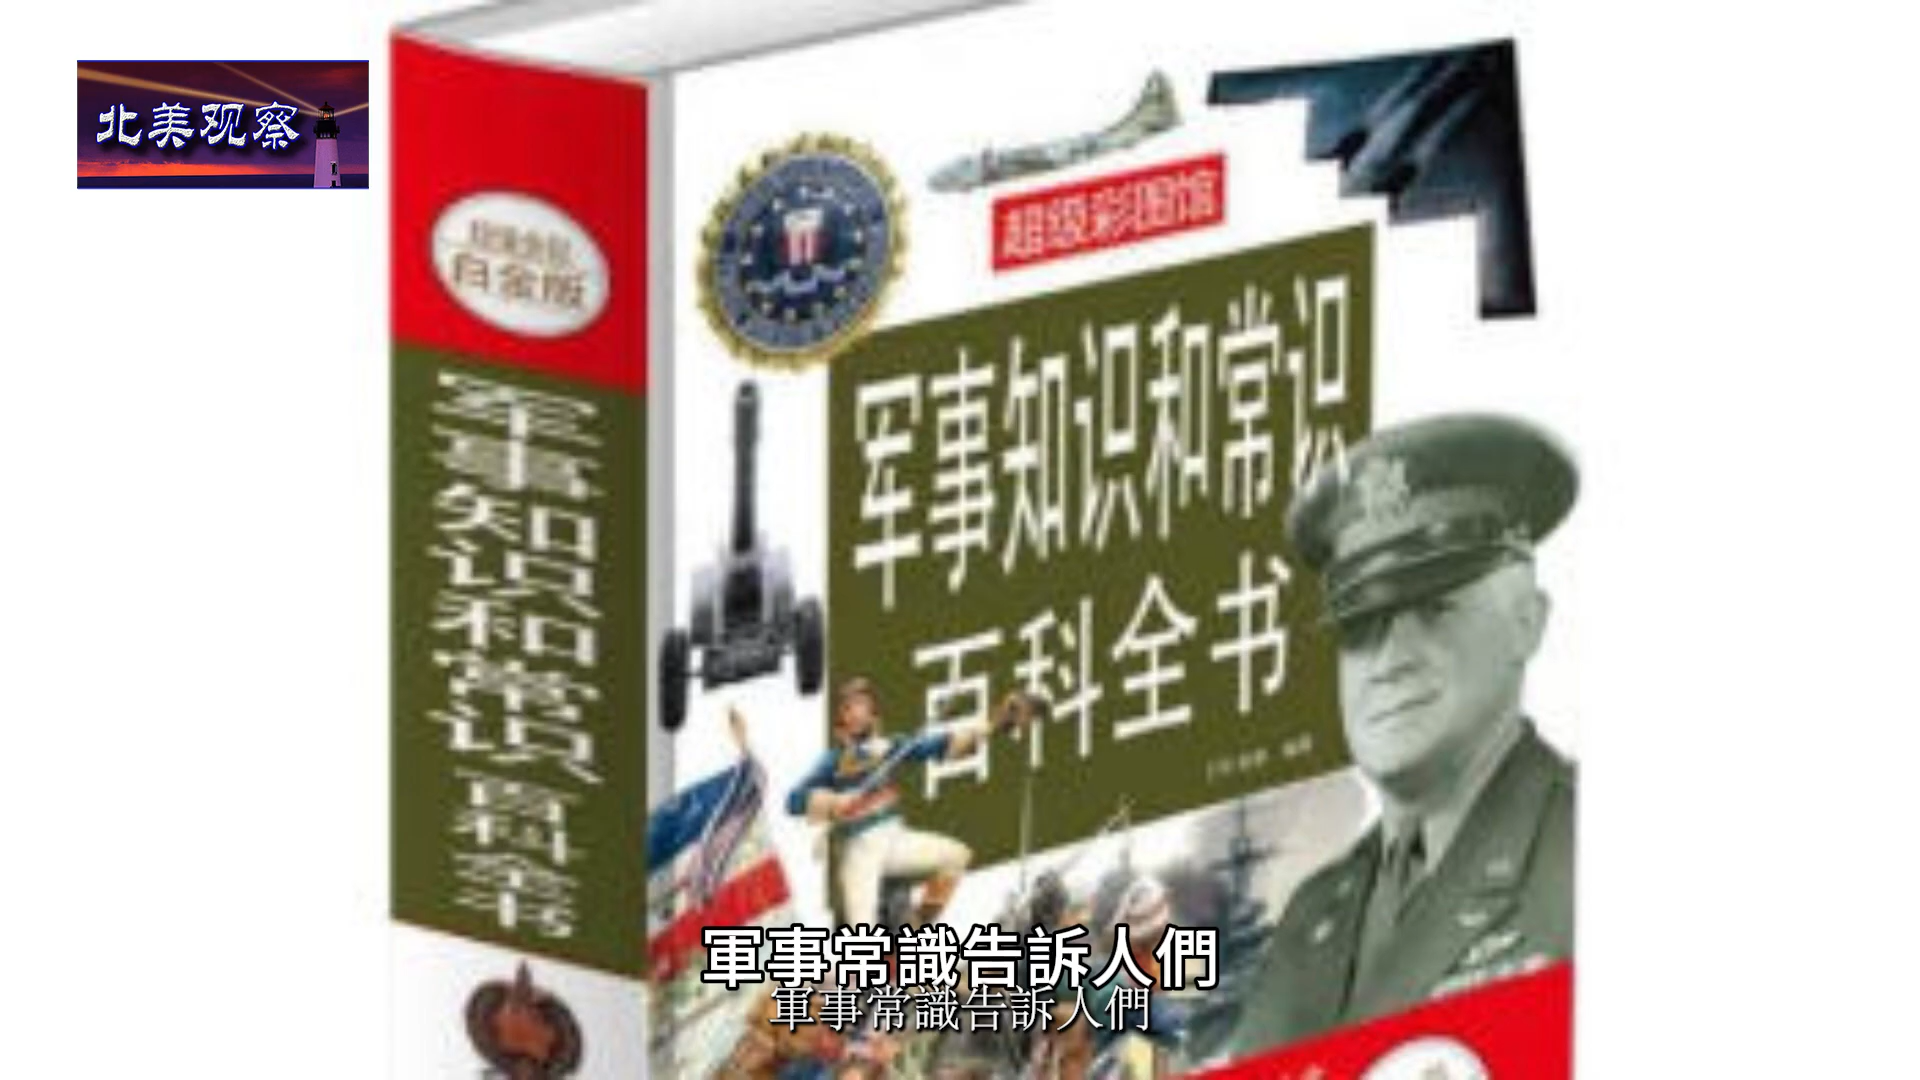 北美观察
白金版
军事知识和常识百科全书
超级彩图馆
军事知识和常识
百科全书
軍事常識告訴人們
軍事常識告訴人們